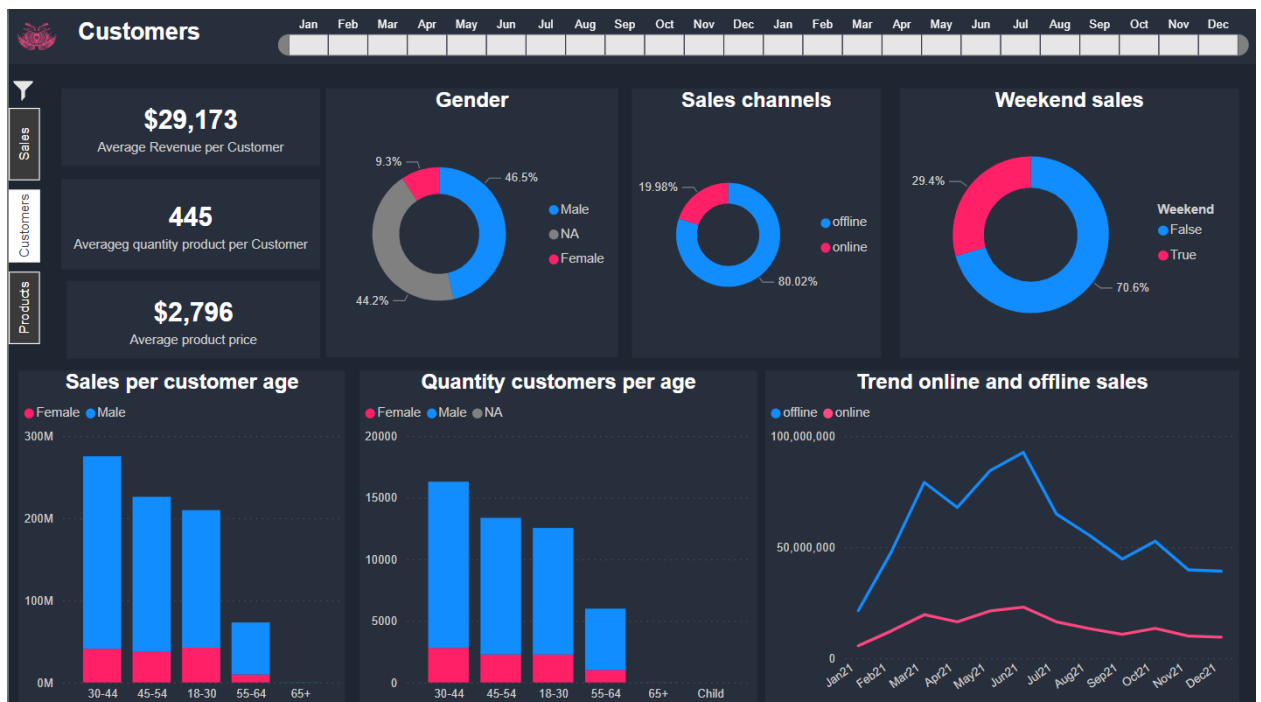 Customers
Jan Feb Mar Apr May Jun Jul Aug Sep Oct Nov Dec Jan Feb Mar Apr May Jun Jul Aug Sep Oct Nov Dec
Sales
Customers
Products
$29,173
Average Revenue per Customer
445
Averageg quantity product per Customer
$2,796
Average product price
Gender
9.3%
46.5%
44.2%
Male
NA
Female
Sales channels
19.98%
80.02%
offline
online
Weekend sales
29.4%
70.6%
Weekend
False
True
Sales per customer age
Female Male
300M
200M
100M
0M
30-44 45-54 18-30 55-64 65+
Quantity customers per age
Female Male NA
20000
15000
10000
5000
0
30-44 45-54 18-30 55-64 65+ Child
Trend online and offline sales
offline online
100,000,000
50,000,000
0
Jan21 Feb21 Mar21 Apr21 May21 Jun21 Jul21 Aug21 Sep21 Oct21 Nov21 Dec21